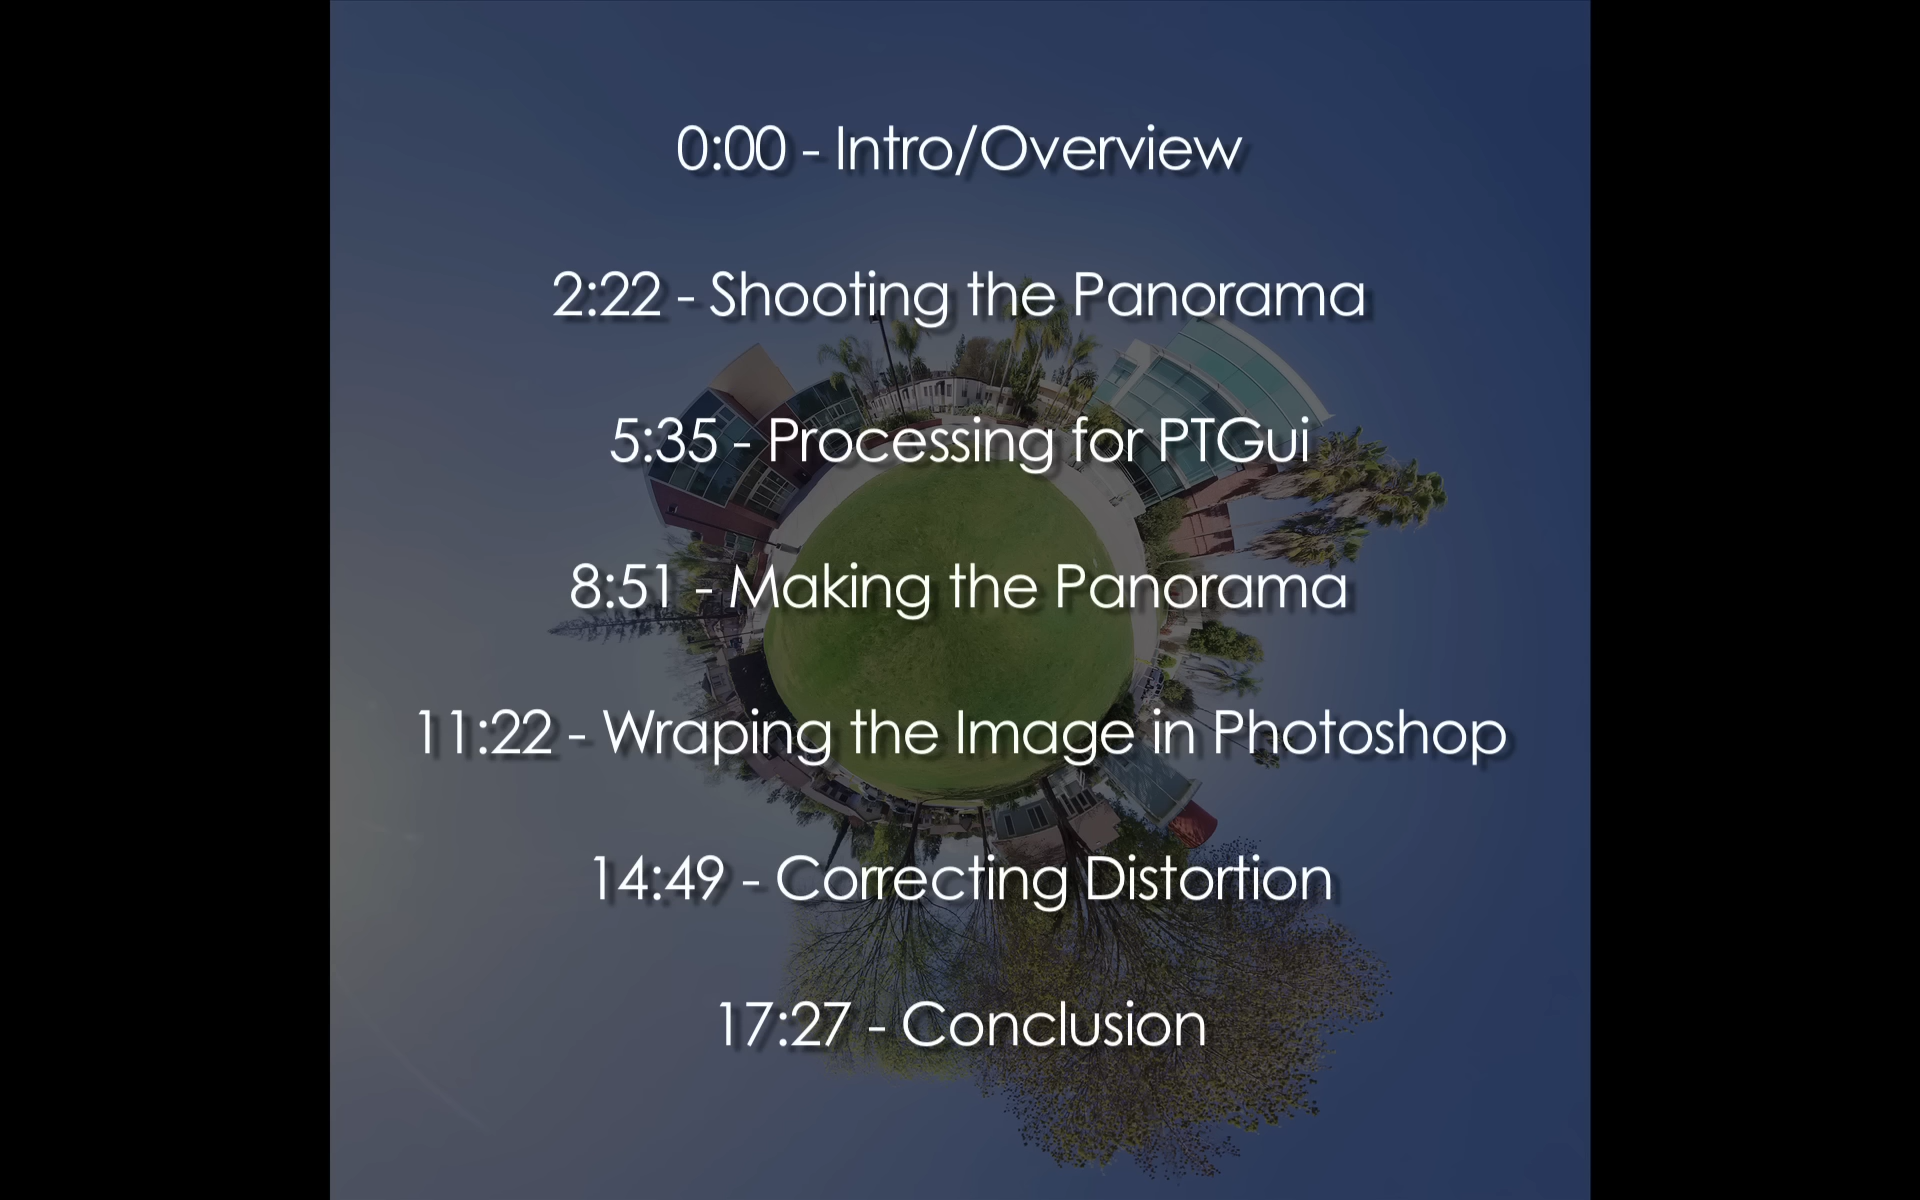 0:00 - Intro/Overview
2:22 - Shooting the Panorama
5:35 - Processing for PTGui
8:51 - Making the Panorama
11:22 - Wraping the Image in Photoshop
14:49 - Correcting Distortion
17:27 - Conclusion